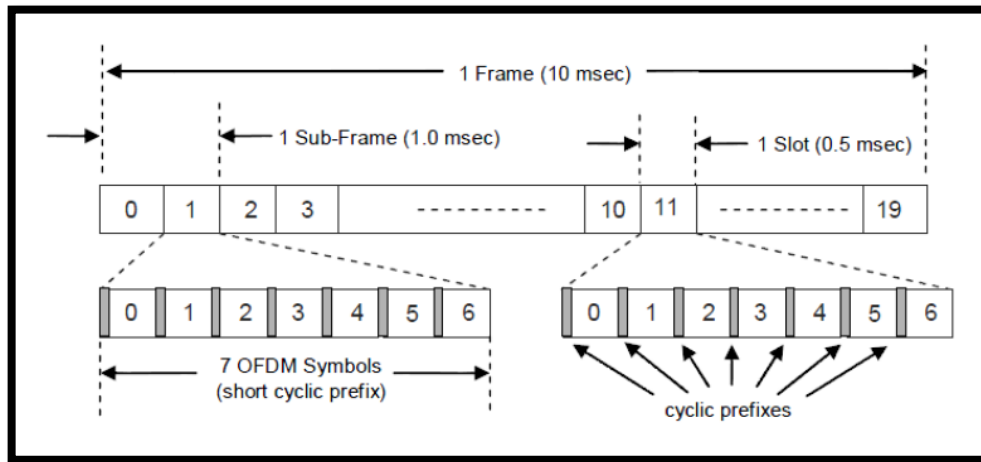 1 Frame (10 msec)
1 Sub-Frame (1.0 msec)
1 Slot (0.5 msec)
0 1 2 3 10 11 19
0 1 2 3 4 5 6
0 1 2 3 4 5 6
7 OFDM Symbols
(short cyclic prefix)
cyclic prefixes